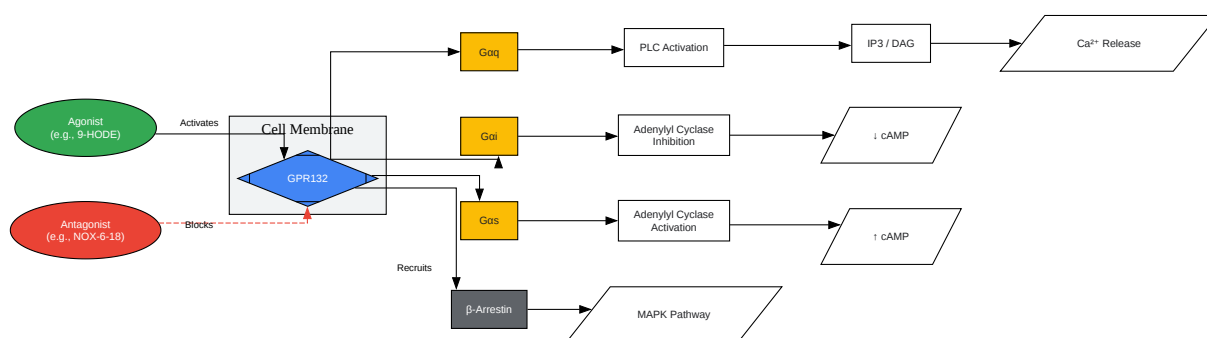 Gαq
PLC Activation
IP3 / DAG
Ca²⁺ Release
Agonist
(e.g., 9-HODE)
Activates
Cell Membrane
GPR132
Gαi
Adenylyl Cyclase
Inhibition
↓ cAMP
Antagonist
(e.g., NOX-6-18)
Blocks
Gαs
Adenylyl Cyclase
Activation
↑ cAMP
Recruits
β-Arrestin
MAPK Pathway